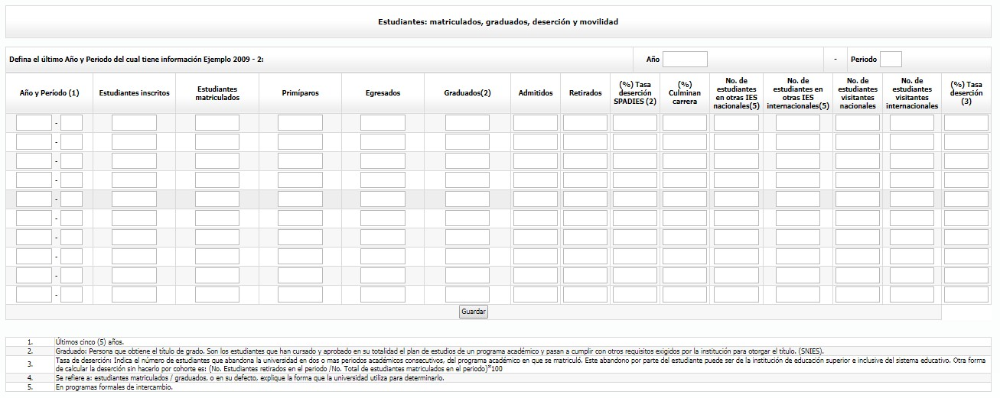 Estudiantes: matriculados, graduados, deserción y movilidad
Defina el último Año y Periodo del cual tiene información Ejemplo 2009 - 2: Año - Periodo
Año y Período (1)
Estudiantes inscritos
Estudiantes
matriculados
Primíparos
Egresados
Graduados(2)
Admitidos
Retirados
(%) Tasa
deserción
SPADIES (2)
(%)
Culminan
carrera
No. de
estudiantes
en otras IES
nacionales(5)
No. de
estudiantes en
otras IES
internacionales(5)
No. de
estudiantes
visitantes
nacionales
No. de
estudiantes
visitantes
internacionales
(%) Tasa
deserción
(3)
-
-
-
-
-
-
-
-
-
-
Guardar
1. Últimos cinco (5) años.
2. Graduado: Persona que obtiene el título de grado. Son los estudiantes que han cursado y aprobado en su totalidad el plan de estudios de un programa académico y pasan a cumplir con otros requisitos exigidos por la institución para otorgar el título. (SNIES).
3. Tasa de deserción: Indica el número de estudiantes que abandona la universidad en dos o mas periodos académicos consecutivos, del programa académico en que se matriculó. Este abandono por parte del estudiante puede ser de la institución de educación superior e inclusive del sistema educativo. Otra forma
de calcular la deserción sin hacerlo por cohorte es: (No. Estudiantes retirados en el periodo /No. Total de estudiantes matriculados en el periodo)*100
4. Se refiere a: estudiantes matriculados / graduados, o en su defecto, explique la forma que la universidad utiliza para determinarlo.
5. En programas formales de intercambio.